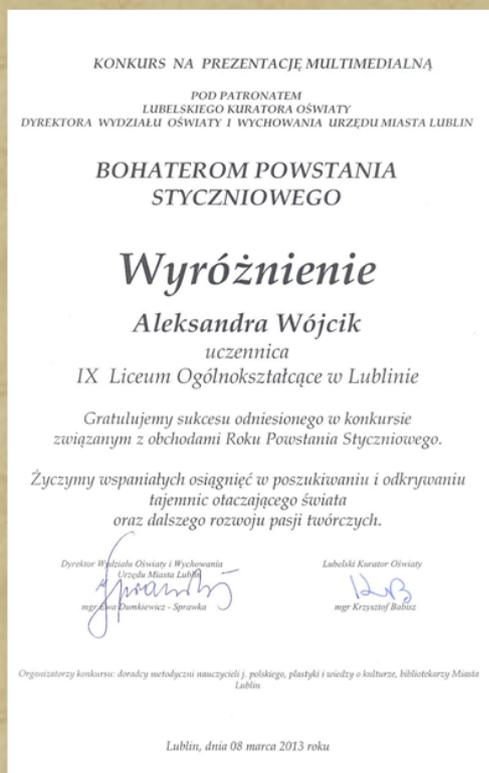 KONKURS NA PREZENTACJĘ MULTIMEDIALNĄ
POD PATRONATEM
LUBELSKIEGO KURATORA OŚWIATY
DYREKTORA WYDZIAŁU OŚWIATY I WYCHOWANIA URZĘDU MIASTA LUBLIN
BOHATEROM POWSTANIA
STYCZNIOWEGO
Wyróżnienie
Aleksandra Wójcik
uczennica
IX Liceum Ogólnokształcące w Lublinie
Gratulujemy sukcesu odniesionego w konkursie
związanym z obchodami Roku Powstania Styczniowego.
Życzymy wspaniałych osiągnięć w poszukiwaniu i odkrywaniu
tajemnic otaczającego świata
oraz dalszego rozwoju pasji twórczych.
Dyrektor Wydziału Oświaty i Wychowania
Urzędu Miasta Lublin
mgr Ewa Dumkiewicz - Sprawka
Lubelski Kurator Oświaty
mgr Krzysztof Babisz
Organizatorzy konkursu: doradcy metodyczni nauczycieli j. polskiego, plastyki i wiedzy o kulturze, bibliotekarzy Miasta
Lublin
Lublin, dnia 08 marca 2013 roku